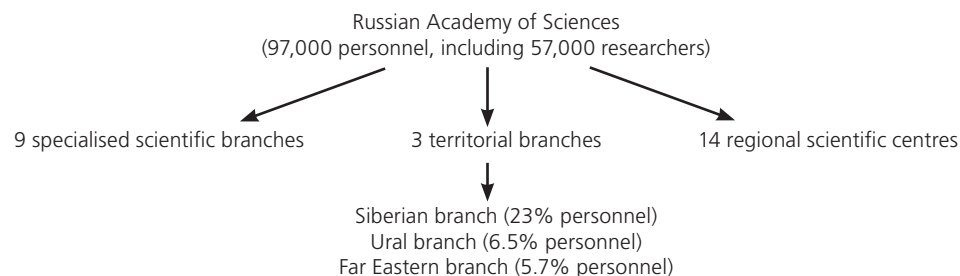 Russian Academy of Sciences
(97,000 personnel, including 57,000 researchers)
9 specialised scientific branches
3 territorial branches
14 regional scientific centres
Siberian branch (23% personnel)
Ural branch (6.5% personnel)
Far Eastern branch (5.7% personnel)